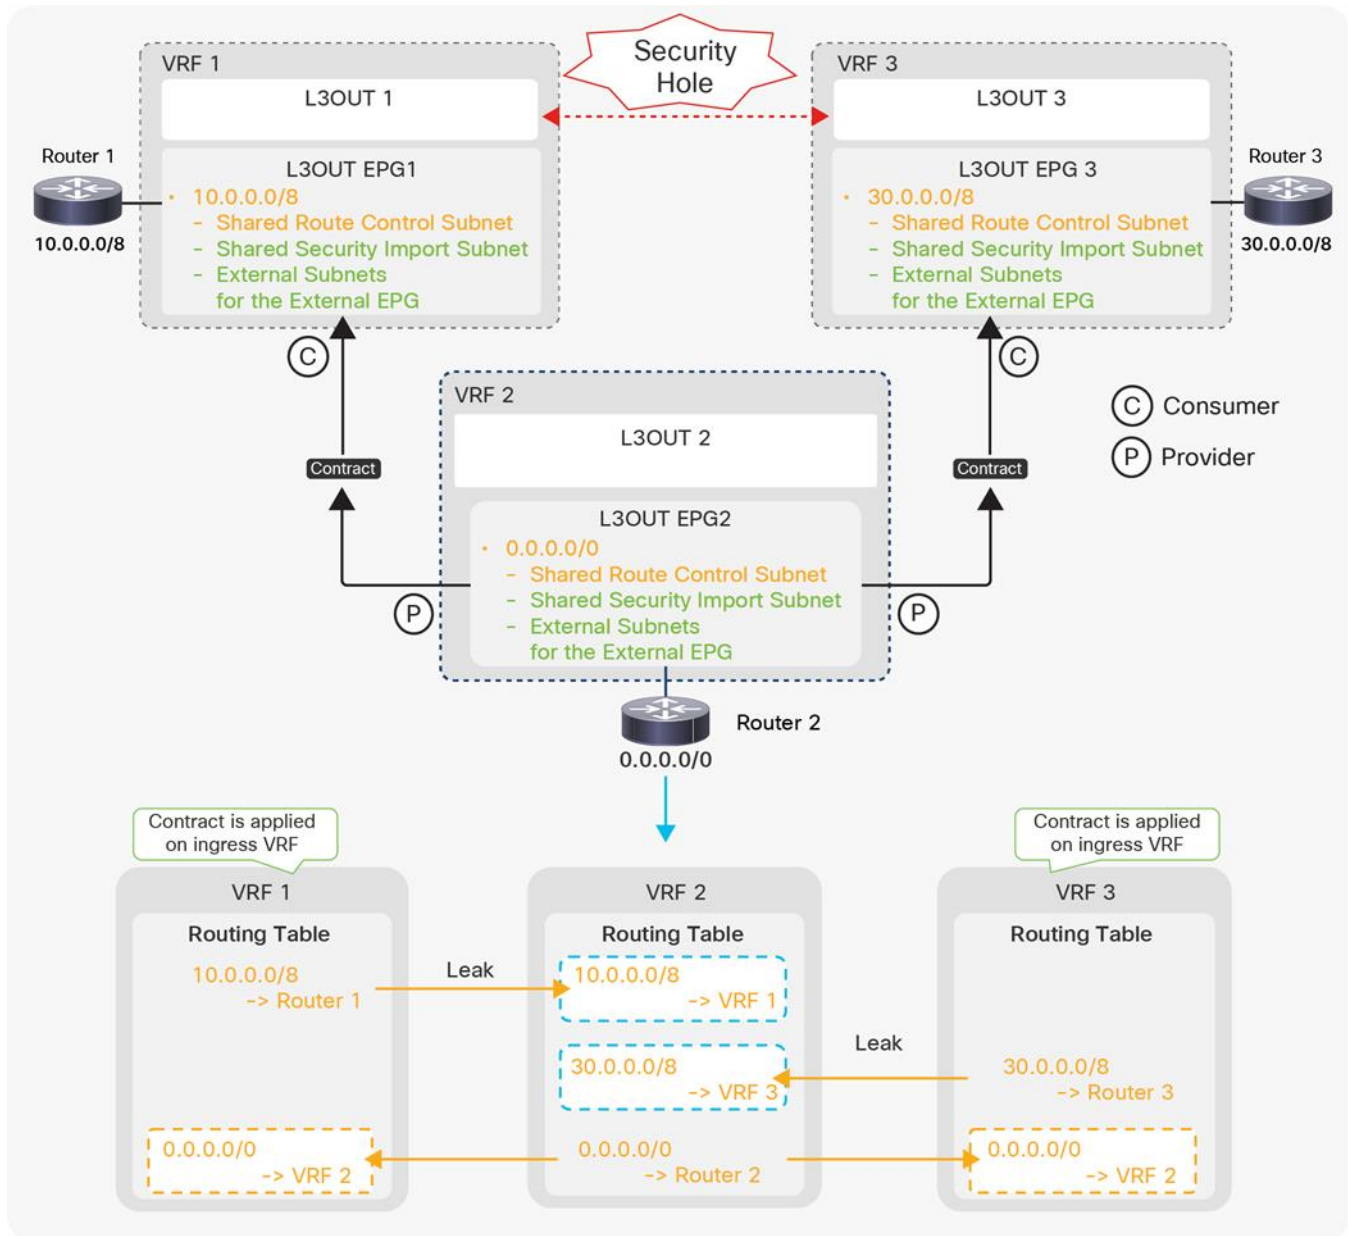 Security
Hole
VRF 1
L3OUT 1
L3OUT EPG1
• 10.0.0.0/8
- Shared Route Control Subnet
- Shared Security Import Subnet
- External Subnets
for the External EPG
Router 1
10.0.0.0/8
VRF 3
L3OUT 3
L3OUT EPG 3
• 30.0.0.0/8
- Shared Route Control Subnet
- Shared Security Import Subnet
- External Subnets
for the External EPG
Router 3
30.0.0.0/8
C
C
C Consumer
P Provider
Contract
Contract
VRF 2
L3OUT 2
L3OUT EPG2
• 0.0.0.0/0
- Shared Route Control Subnet
- Shared Security Import Subnet
- External Subnets
for the External EPG
P
P
Router 2
0.0.0.0/0
Contract is applied
on ingress VRF
Contract is applied
on ingress VRF
VRF 1
Routing Table
10.0.0.0/8
-> Router 1
0.0.0.0/0
-> VRF 2
Leak
VRF 2
Routing Table
10.0.0.0/8
-> VRF 1
30.0.0.0/8
-> VRF 3
0.0.0.0/0
-> Router 2
Leak
VRF 3
Routing Table
30.0.0.0/8
-> Router 3
0.0.0.0/0
-> VRF 2